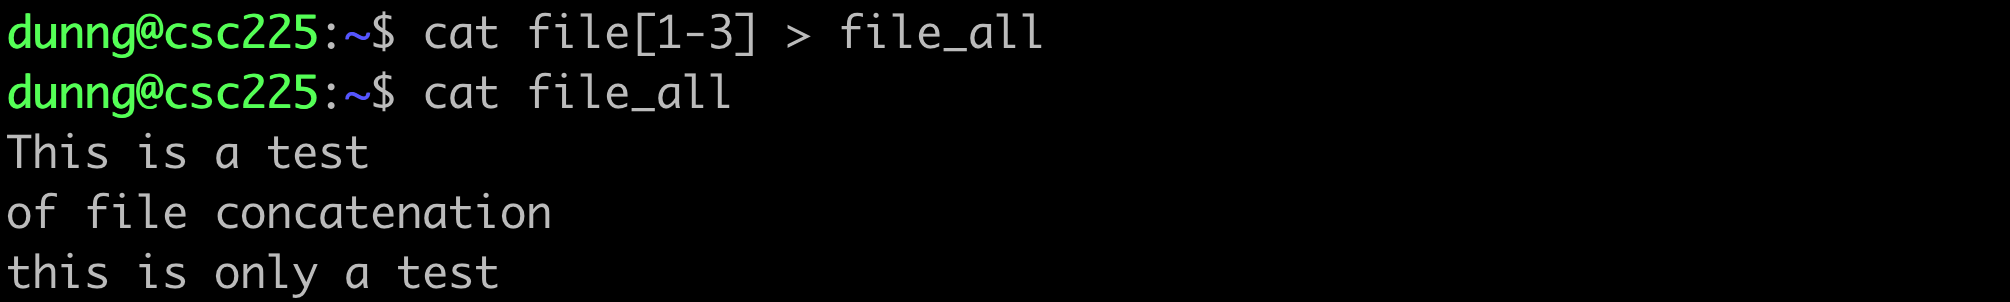 dunng@csc225:~$ cat file[1-3] > file_all
dunng@csc225:~$ cat file_all
This is a test
of file concatenation
this is only a test